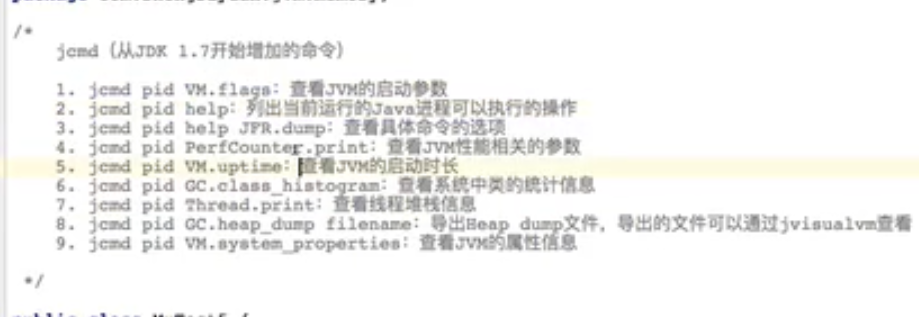 /*
jcmd（从JDK 1.7开始增加的命令）
1. jcmd pid VM.flags：查看JVM的启动参数
2. jcmd pid help：列出当前运行的Java进程可以执行的操作
3. jcmd pid help JFR.dump：查看具体命令的选项
4. jcmd pid PerfCounter.print：查看JVM性能相关的参数
5. jcmd pid VM.uptime：查看JVM的启动时长
6. jcmd pid GC.class_histogram：查看系统中类的统计信息
7. jcmd pid Thread.print：查看线程堆栈信息
8. jcmd pid GC.heap_dump filename：导出Heap dump文件，导出的文件可以通过jvisualvm查看
9. jcmd pid VM.system_properties：查看JVM的属性信息
*/
public class